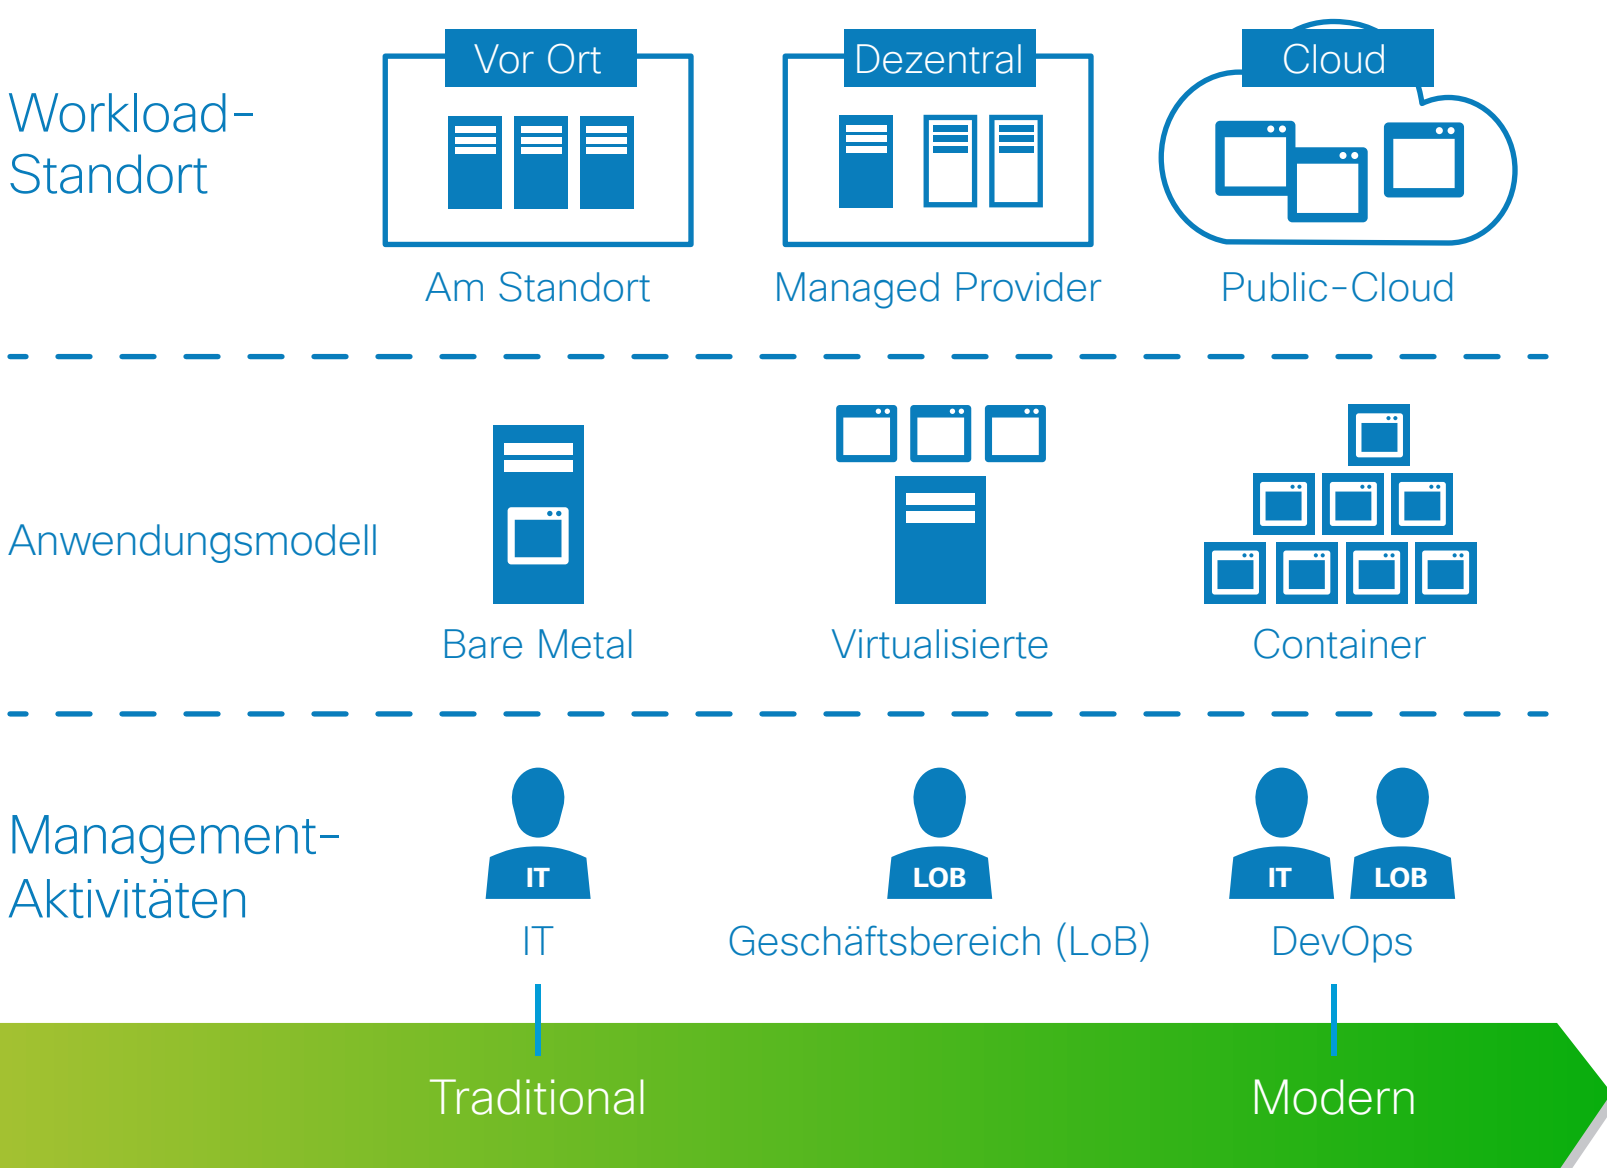 Workload-
Standort
Vor Ort
Dezentral
Cloud
Am Standort
Managed Provider
Public-Cloud
Anwendungsmodell
Bare Metal
Virtualisierte
Container
Management-
Aktivitäten
IT
LOB
IT
LOB
IT
Geschäftsbereich (LoB)
DevOps
Traditional
Modern